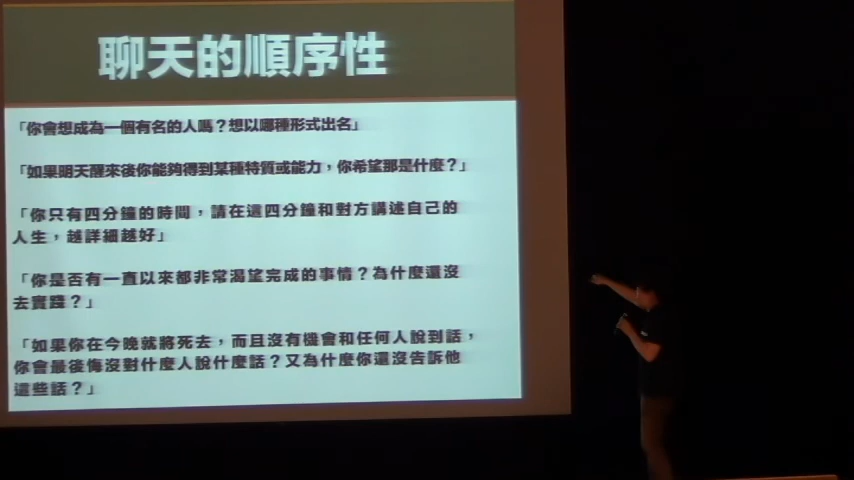 聊天的順序性
「你會想成為一個有名的人嗎？想以哪種形式出名」
「如果明天醒來後你能夠得到某種特質或能力，你希望那是什麼？」
「你只有四分鐘的時間，請在這四分鐘和對方講述自己的
人生，越詳細越好」
「你是否有一直以來都非常渴望完成的事情？為什麼還沒
去實踐？」
「如果你在今晚就將死去，而且沒有機會和任何人說到話，
你會最後悔沒對什麼人說什麼話？又為什麼你還沒告訴他
這些話？」